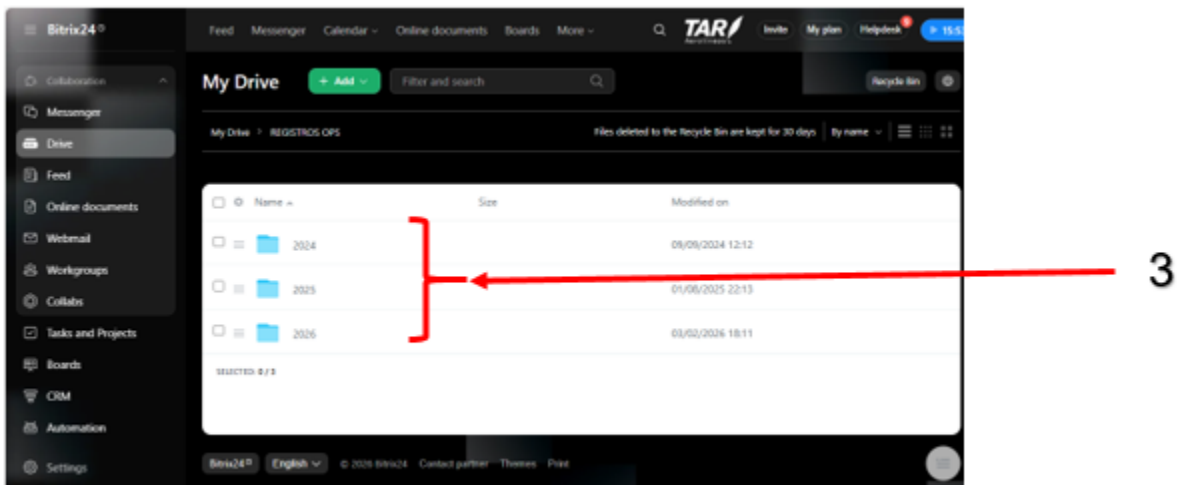 Bitrix24
Feed Messenger Calendar Online documents Boards More
TAR
Invite My plan Helpdesk
Collaboration
My Drive
+ Add
Filter and search
Recycle Bin
Messenger
Drive
My Drive > REGISTROS OPS
Files deleted to the Recycle Bin are kept for 30 days
By name
Feed
Online documents
Name Size Modified on
Webmail
2024 09/09/2024 12:12
Workgroups
3
2025 01/08/2025 22:13
Collabs
Tasks and Projects
2026 03/02/2026 18:11
Boards
SELECTED: 0 / 3
CRM
Automation
Settings
Bitrix24 English © 2026 Bitrix24 Contact partner Themes Print